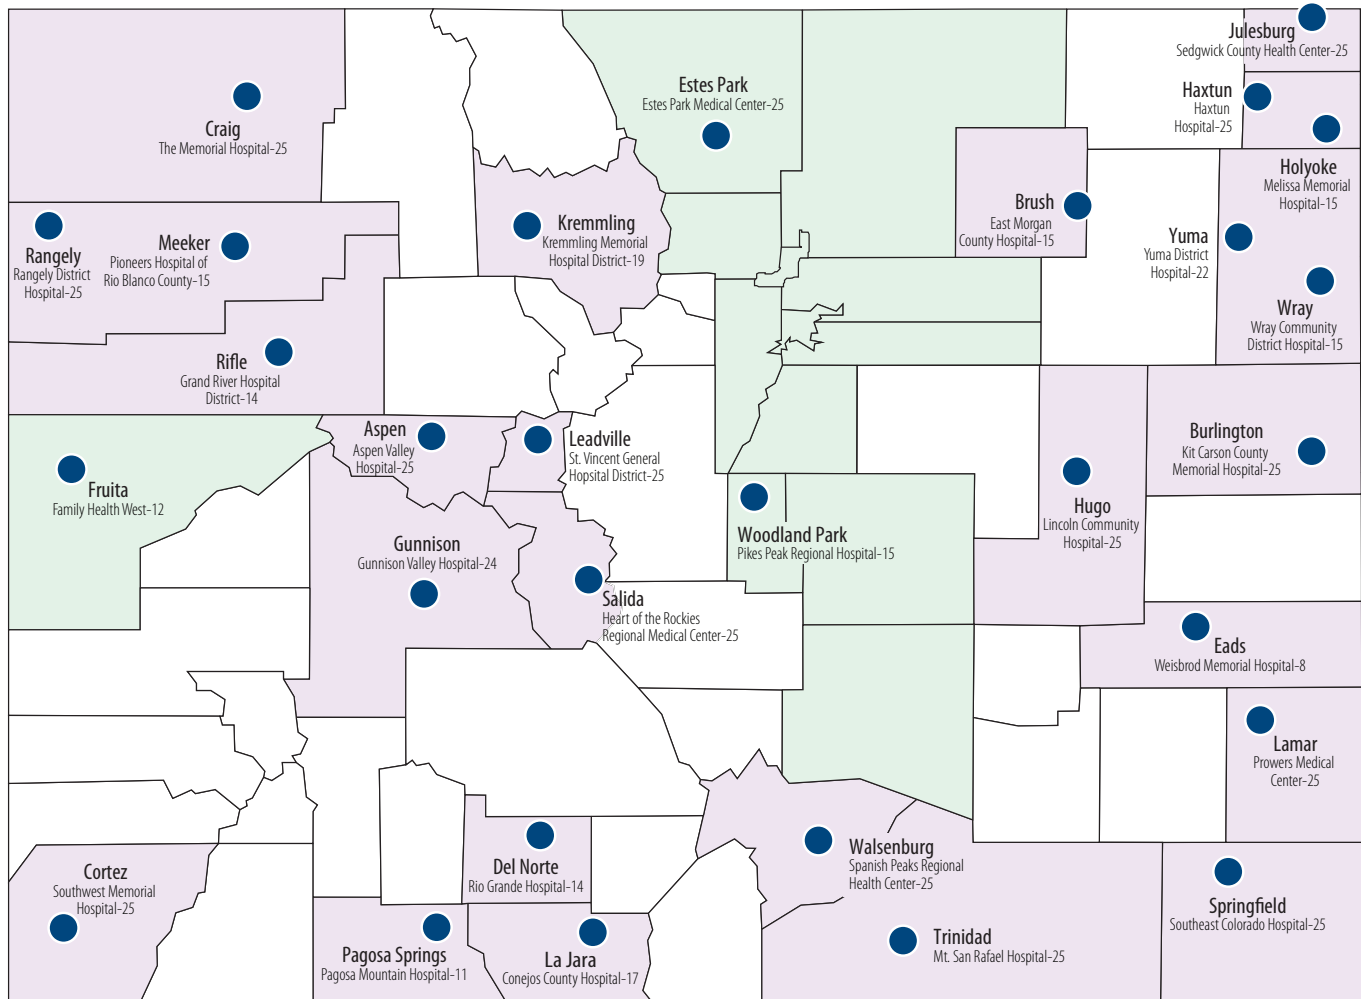 Julesburg
Sedgwick County Health Center-25
Estes Park
Estes Park Medical Center-25
Haxtun
Haxtun
Hospital-25
Craig
The Memorial Hospital-25
Holyoke
Melissa Memorial
Hospital-15
Brush
East Morgan
County Hospital-15
Kremmling
Kremmling Memorial
Hospital District-19
Yuma
Yuma District
Hospital-22
Rangely
Rangely District
Hospital-25
Meeker
Pioneers Hospital of
Rio Blanco County-15
Wray
Wray Community
District Hospital-15
Rifle
Grand River Hospital
District-14
Aspen
Aspen Valley
Hospital-25
Leadville
St. Vincent General
Hopsital District-25
Burlington
Kit Carson County
Memorial Hospital-25
Fruita
Family Health West-12
Hugo
Lincoln Community
Hospital-25
Woodland Park
Pikes Peak Regional Hospital-15
Gunnison
Gunnison Valley Hospital-24
Salida
Heart of the Rockies
Regional Medical Center-25
Eads
Weisbrod Memorial Hospital-8
Lamar
Prowers Medical
Center-25
Walsenburg
Spanish Peaks Regional
Health Center-25
Cortez
Southwest Memorial
Hospital-25
Del Norte
Rio Grande Hospital-14
Springfield
Southeast Colorado Hospital-25
Trinidad
Mt. San Rafael Hospital-25
Pagosa Springs
Pagosa Mountain Hospital-11
La Jara
Conejos County Hospital-17